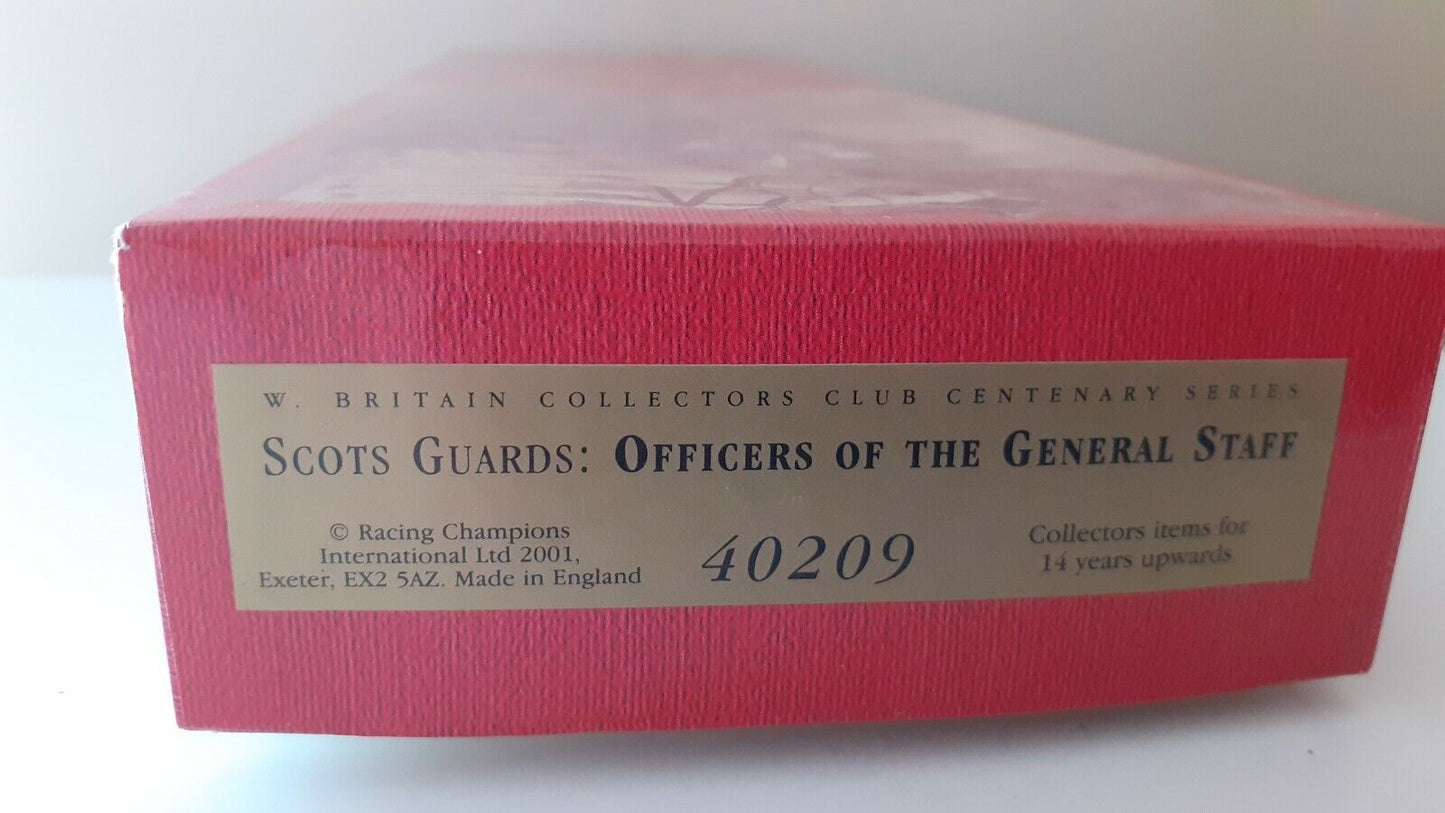 W. BRITAIN COLLECTORS CLUB CENTENARY SERIES
SCOTS GUARDS: OFFICERS OF THE GENERAL STAFF
© Racing Champions
International Ltd 2001,
Exeter, EX2 5AZ. Made in England
40209
Collectors items for
14 years upwards